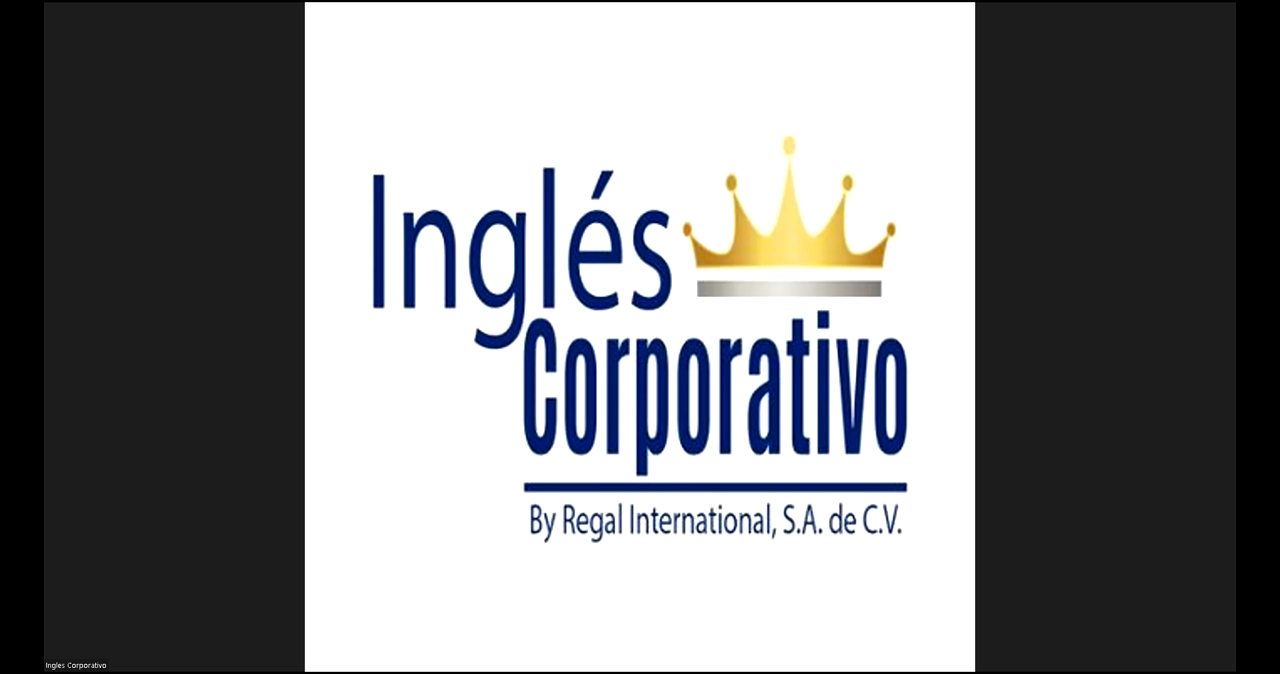 Inglés
Corporativo
By Regal International, S.A. de C.V.
Ingles Corporativo